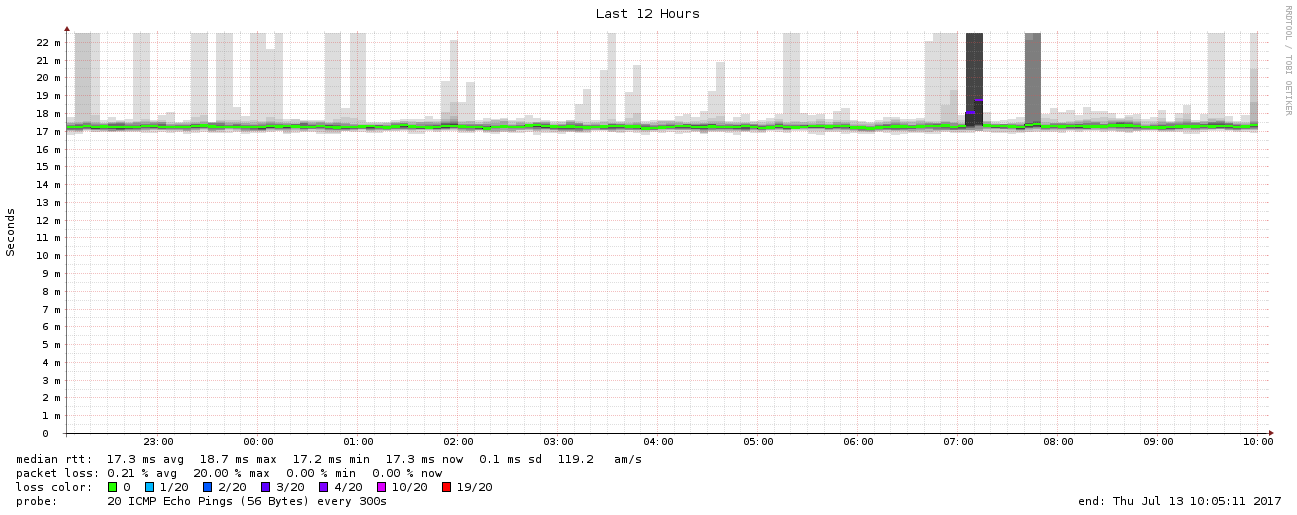 Last 12 Hours
RRDTOOL / TOBI OETIKER
Seconds
22 m
21 m
20 m
19 m
18 m
17 m
16 m
15 m
14 m
13 m
12 m
11 m
10 m
9 m
8 m
7 m
6 m
5 m
4 m
3 m
2 m
1 m
0
23:00 00:00 01:00 02:00 03:00 04:00 05:00 06:00 07:00 08:00 09:00 10:00
median rtt: 17.3 ms avg 18.7 ms max 17.2 ms min 17.3 ms now 0.1 ms sd 119.2 am/s
packet loss: 0.21 % avg 20.00 % max 0.00 % min 0.00 % now
loss color: 0 1/20 2/20 3/20 4/20 10/20 19/20
probe: 20 ICMP Echo Pings (56 Bytes) every 300s end: Thu Jul 13 10:05:11 2017